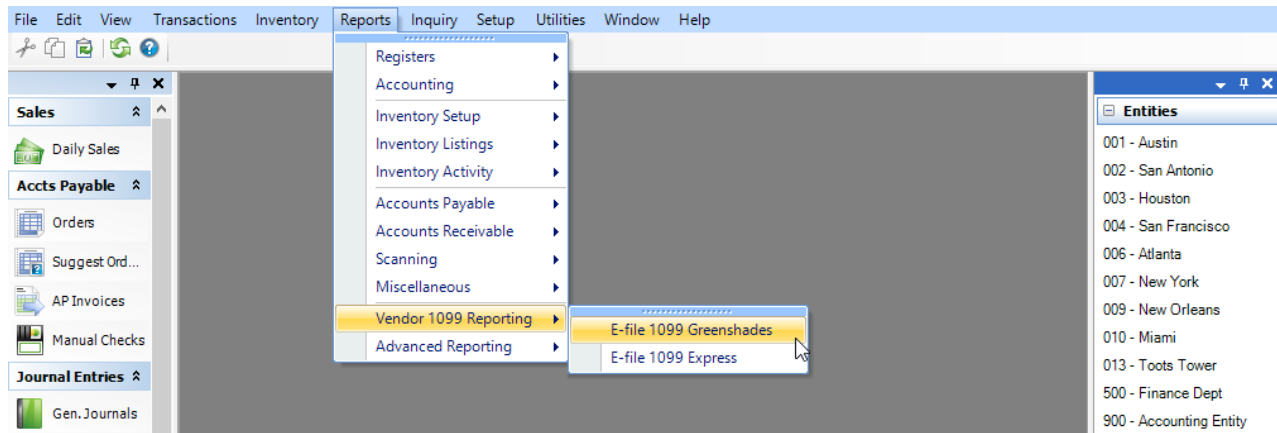 File Edit View Transactions Inventory Reports Inquiry Setup Utilities Window Help
Sales
Daily Sales
Accts Payable
Orders
Suggest Ord...
AP Invoices
Manual Checks
Journal Entries
Gen. Journals
Registers
Accounting
Inventory Setup
Inventory Listings
Inventory Activity
Accounts Payable
Accounts Receivable
Scanning
Miscellaneous
Vendor 1099 Reporting
Advanced Reporting
E-file 1099 Greenshades
E-file 1099 Express
Entities
001 - Austin
002 - San Antonio
003 - Houston
004 - San Francisco
006 - Atlanta
007 - New York
009 - New Orleans
010 - Miami
013 - Toots Tower
500 - Finance Dept
900 - Accounting Entity